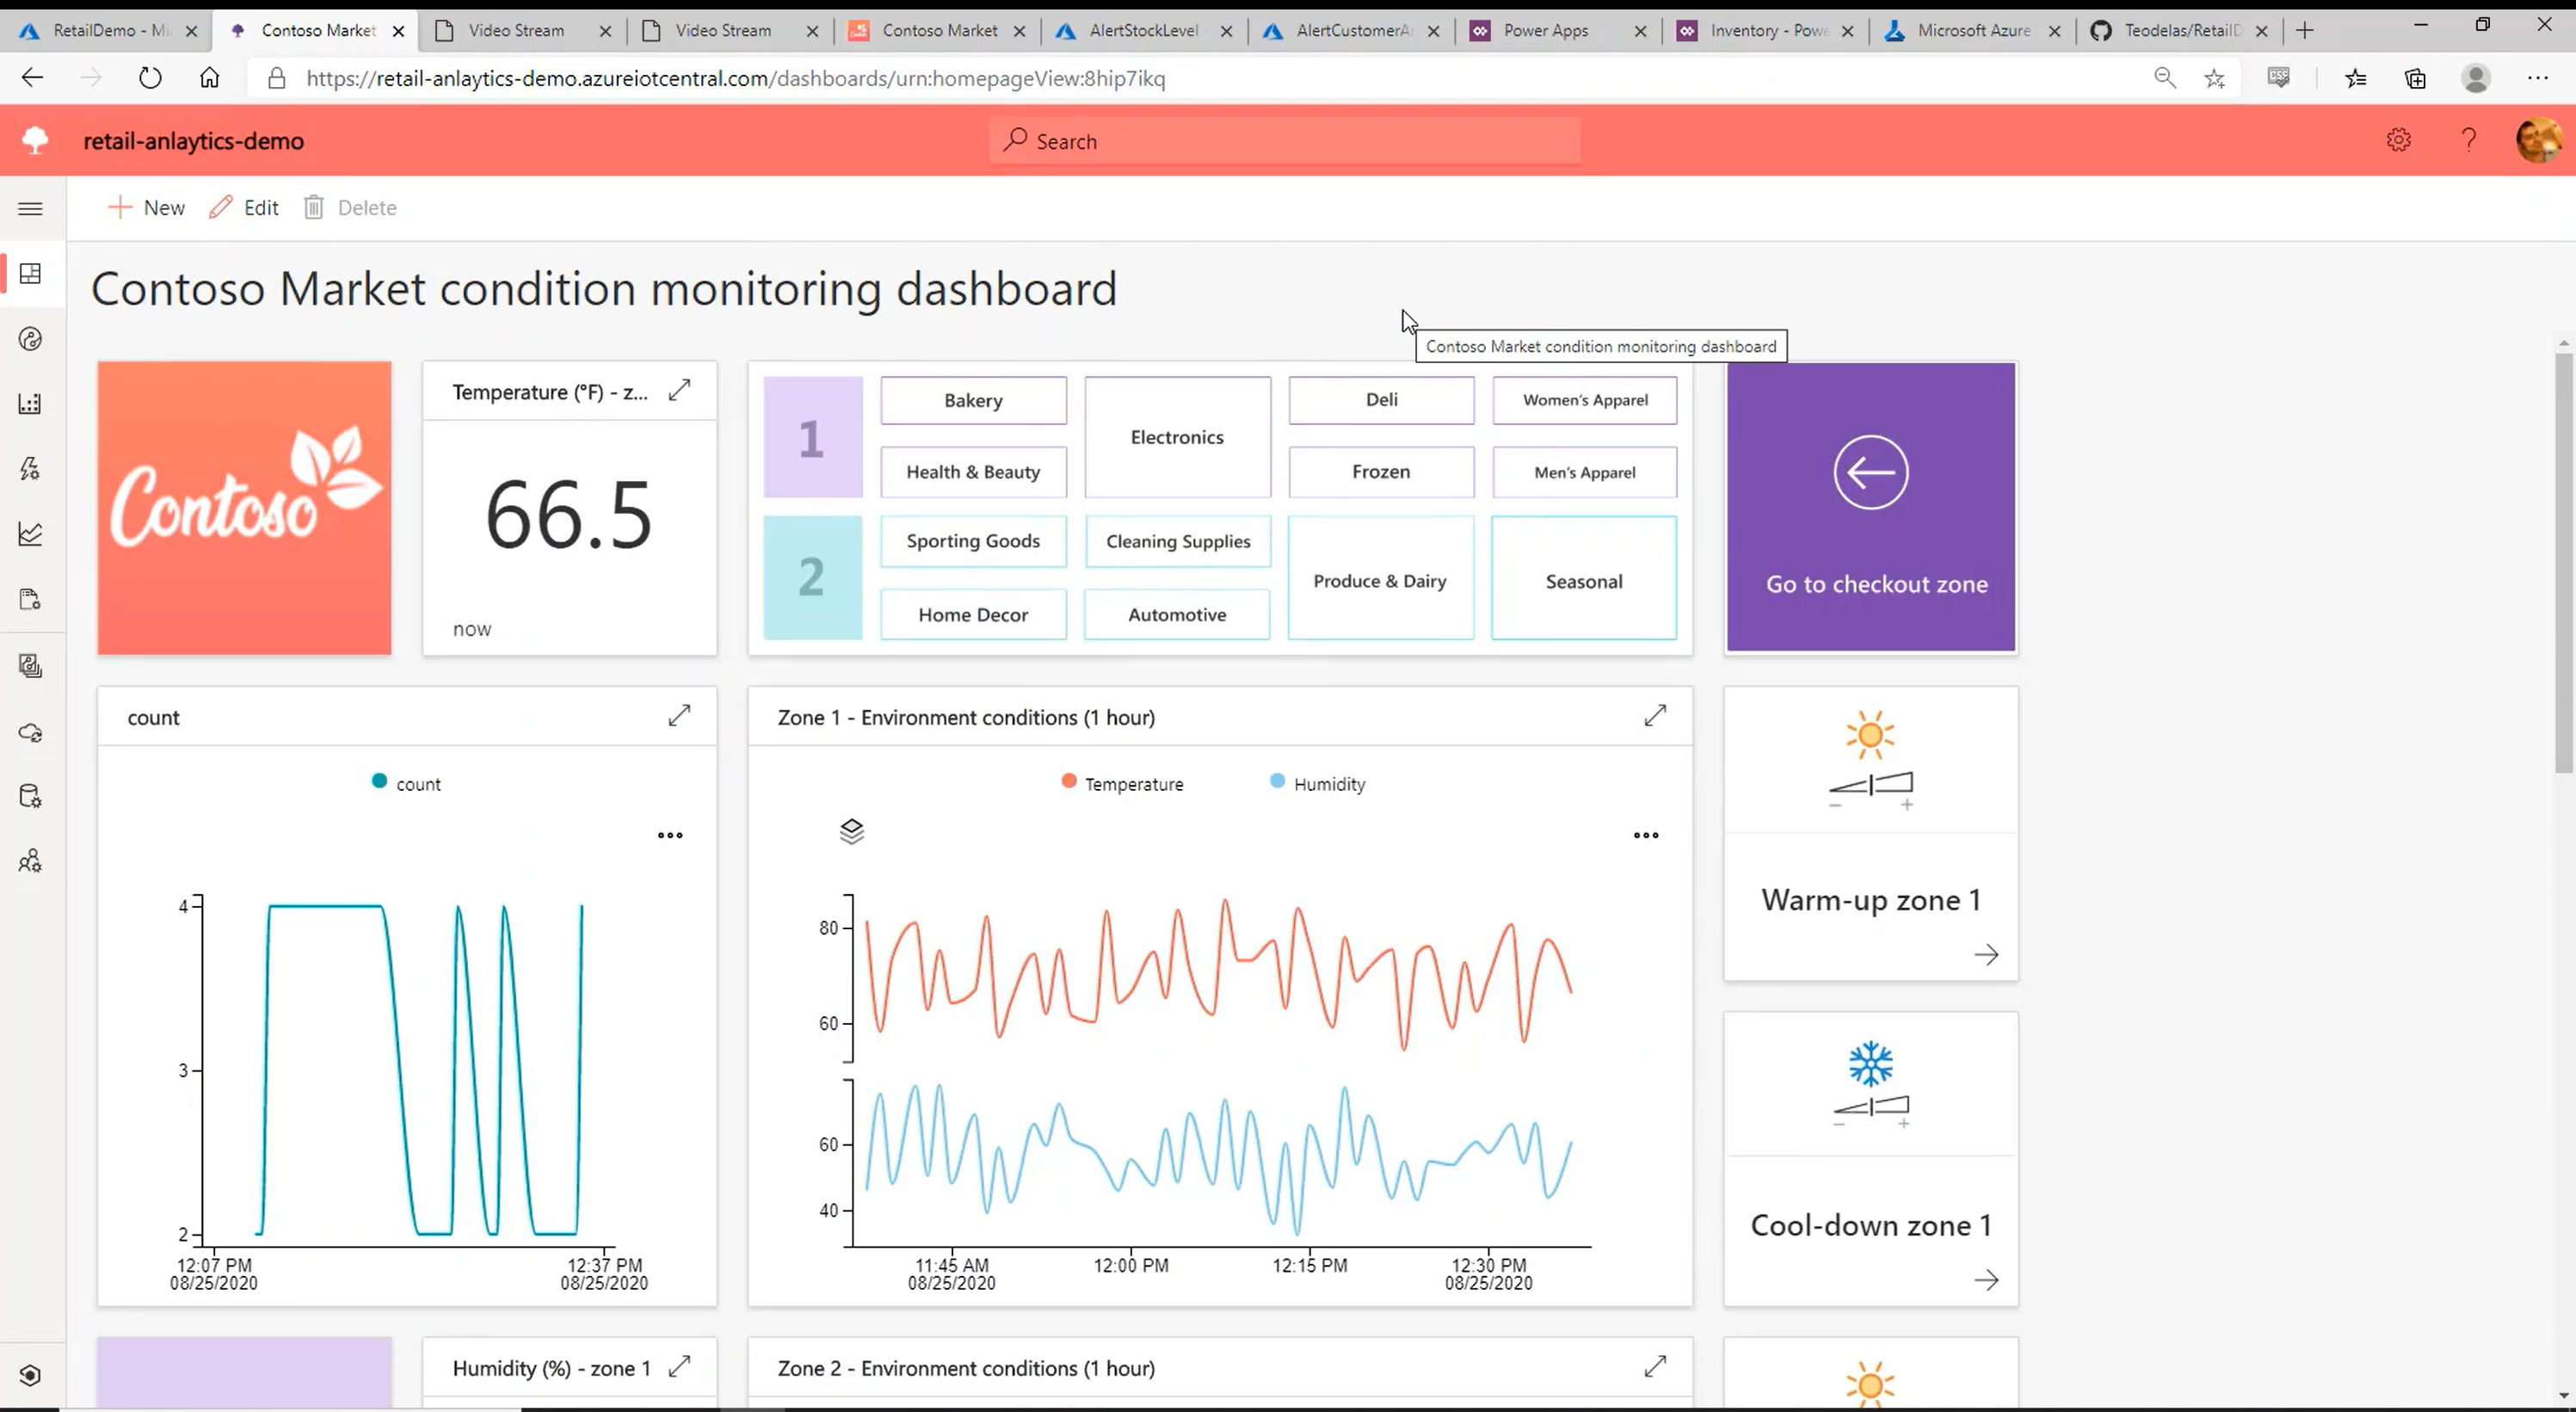 RetailDemo - Mi
Contoso Market
Video Stream
Video Stream
Contoso Market
AlertStockLevel
AlertCustomerA
Power Apps
Inventory - Powe
Microsoft Azure
Teodelas/RetailD
https://retail-anlaytics-demo.azureiotcentral.com/dashboards/urn:homepageView:8hip7ikq
CSS
retail-anlaytics-demo
Search
New
Edit
Delete
Contoso Market condition monitoring dashboard
Contoso Market condition monitoring dashboard
Contoso
Temperature (°F) - z...
66.5
now
1
Bakery
Electronics
Deli
Women's Apparel
Health & Beauty
Frozen
Men's Apparel
2
Sporting Goods
Cleaning Supplies
Produce & Dairy
Seasonal
Home Decor
Automotive
Go to checkout zone
count
count
4
3
2
12:07 PM
08/25/2020
12:37 PM
08/25/2020
Zone 1 - Environment conditions (1 hour)
Temperature
Humidity
80
60
60
40
11:45 AM
08/25/2020
12:00 PM
12:15 PM
12:30 PM
08/25/2020
Warm-up zone 1
Cool-down zone 1
Humidity (%) - zone 1
Zone 2 - Environment conditions (1 hour)